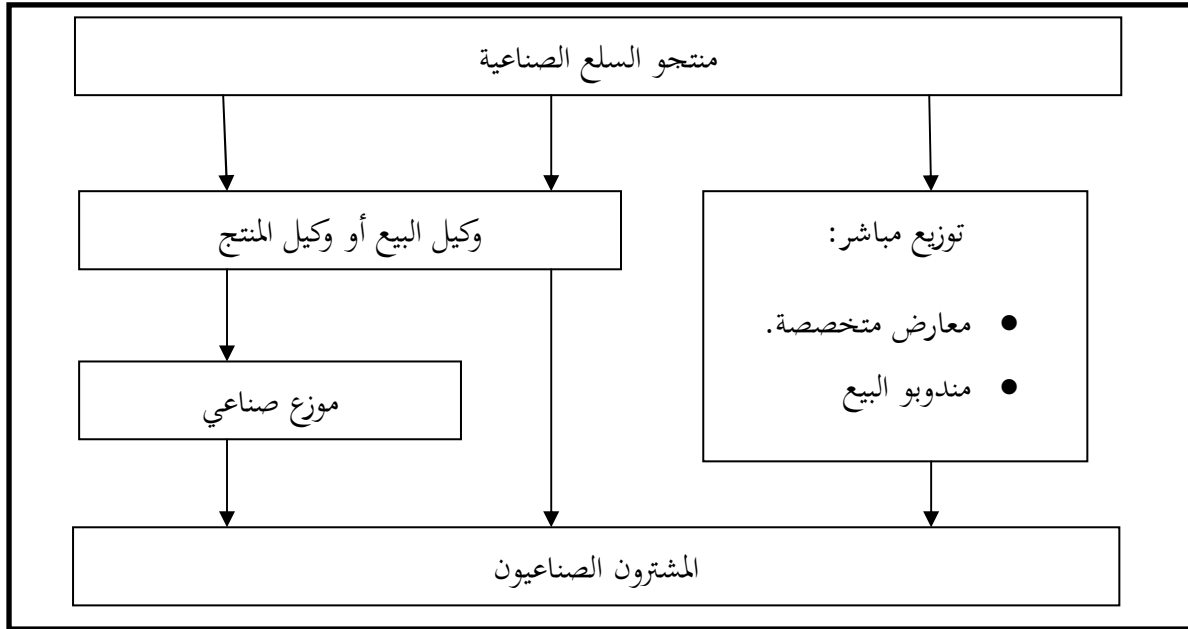 منتجو السلع الصناعية
توزيع مباشر:
● معارض متخصصة.
● مندوبو البيع
وكيل البيع أو وكيل المنتج
موزع صناعي
المشترون الصناعيون